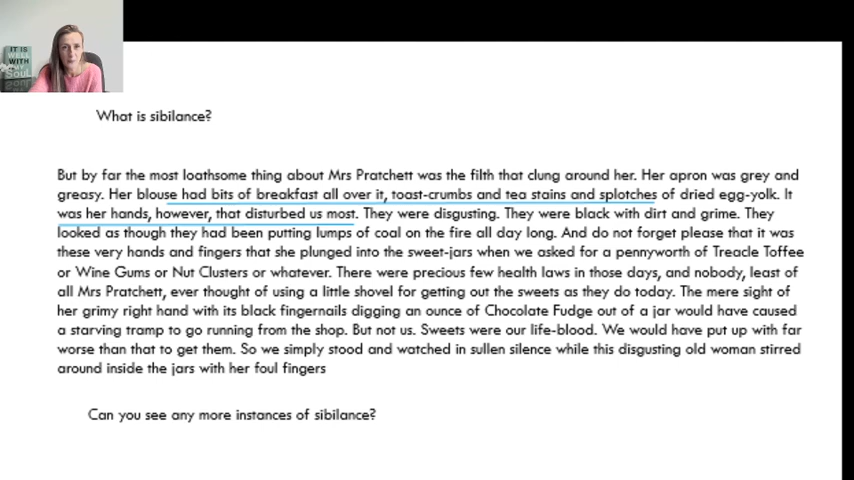 IT IS
WELL
WITH
MY
SOUL
What is sibilance?
But by far the most loathsome thing about Mrs Pratchett was the filth that clung around her. Her apron was grey and
greasy. Her blouse had bits of breakfast all over it, toast-crumbs and tea stains and splotches of dried egg-yolk. It
was her hands, however, that disturbed us most. They were disgusting. They were black with dirt and grime. They
looked as though they had been putting lumps of coal on the fire all day long. And do not forget please that it was
these very hands and fingers that she plunged into the sweet-jars when we asked for a pennyworth of Treacle Toffee
or Wine Gums or Nut Clusters or whatever. There were precious few health laws in those days, and nobody, least of
all Mrs Pratchett, ever thought of using a little shovel for getting out the sweets as they do today. The mere sight of
her grimy right hand with its black fingernails digging an ounce of Chocolate Fudge out of a jar would have caused
a starving tramp to go running from the shop. But not us. Sweets were our life-blood. We would have put up with far
worse than that to get them. So we simply stood and watched in sullen silence while this disgusting old woman stirred
around inside the jars with her foul fingers
Can you see any more instances of sibilance?